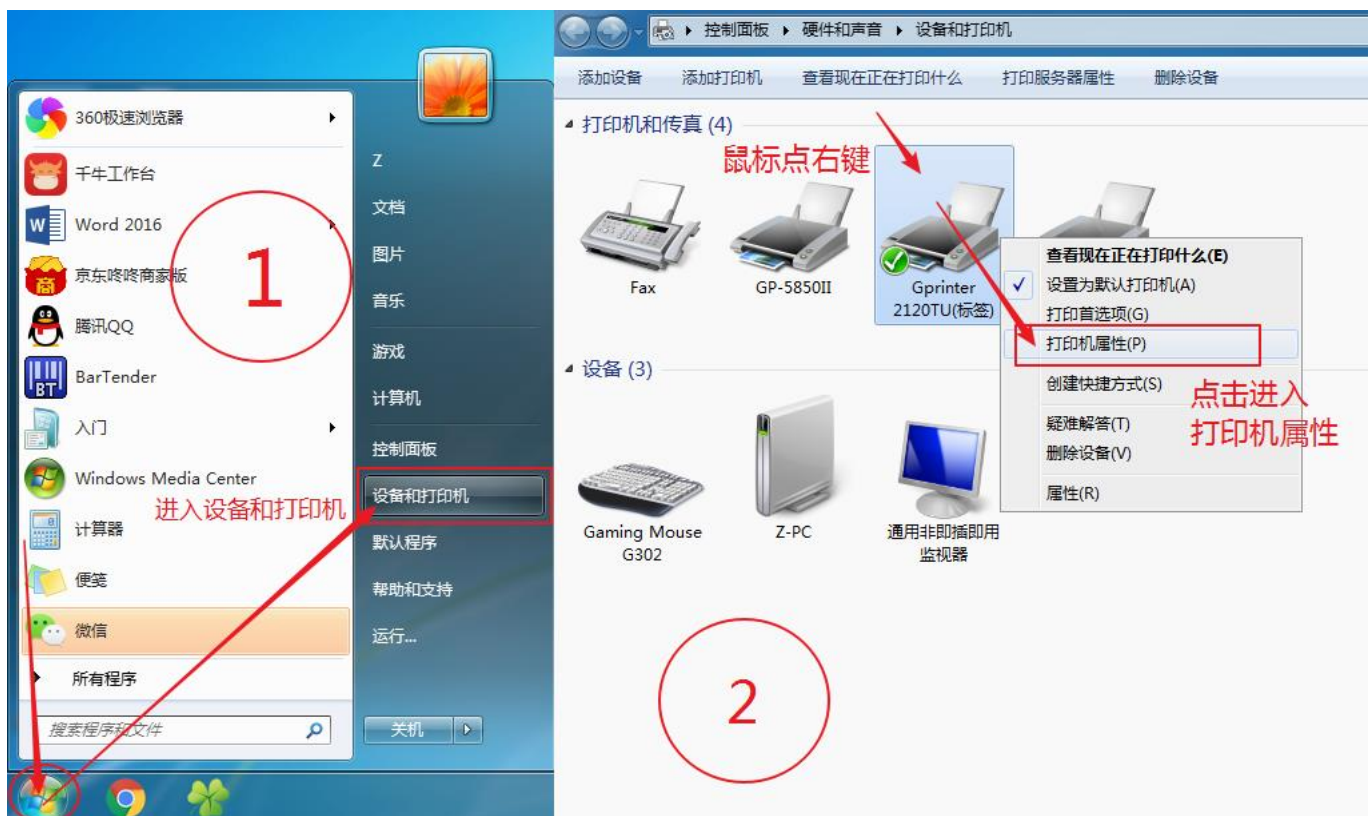 360极速浏览器
千牛工作台
Word 2016
京东咚咚商家版
腾讯QQ
BarTender
入门
Windows Media Center
计算器
便笺
微信
所有程序
搜索程序和文件
1
进入设备和打印机
Z
文档
图片
音乐
游戏
计算机
控制面板
设备和打印机
默认程序
帮助和支持
运行...
关机
控制面板 硬件和声音 设备和打印机
添加设备 添加打印机 查看现在正在打印什么 打印服务器属性 删除设备
打印机和传真 (4)
鼠标点右键
Fax
GP-5850II
Gprinter
2120TU(标签)
查看现在正在打印什么(E)
设置为默认打印机(A)
打印首选项(G)
打印机属性(P)
创建快捷方式(S)
疑难解答(T)
删除设备(V)
属性(R)
点击进入
打印机属性
设备 (3)
Gaming Mouse
G302
Z-PC
通用非即插即用
监视器
2